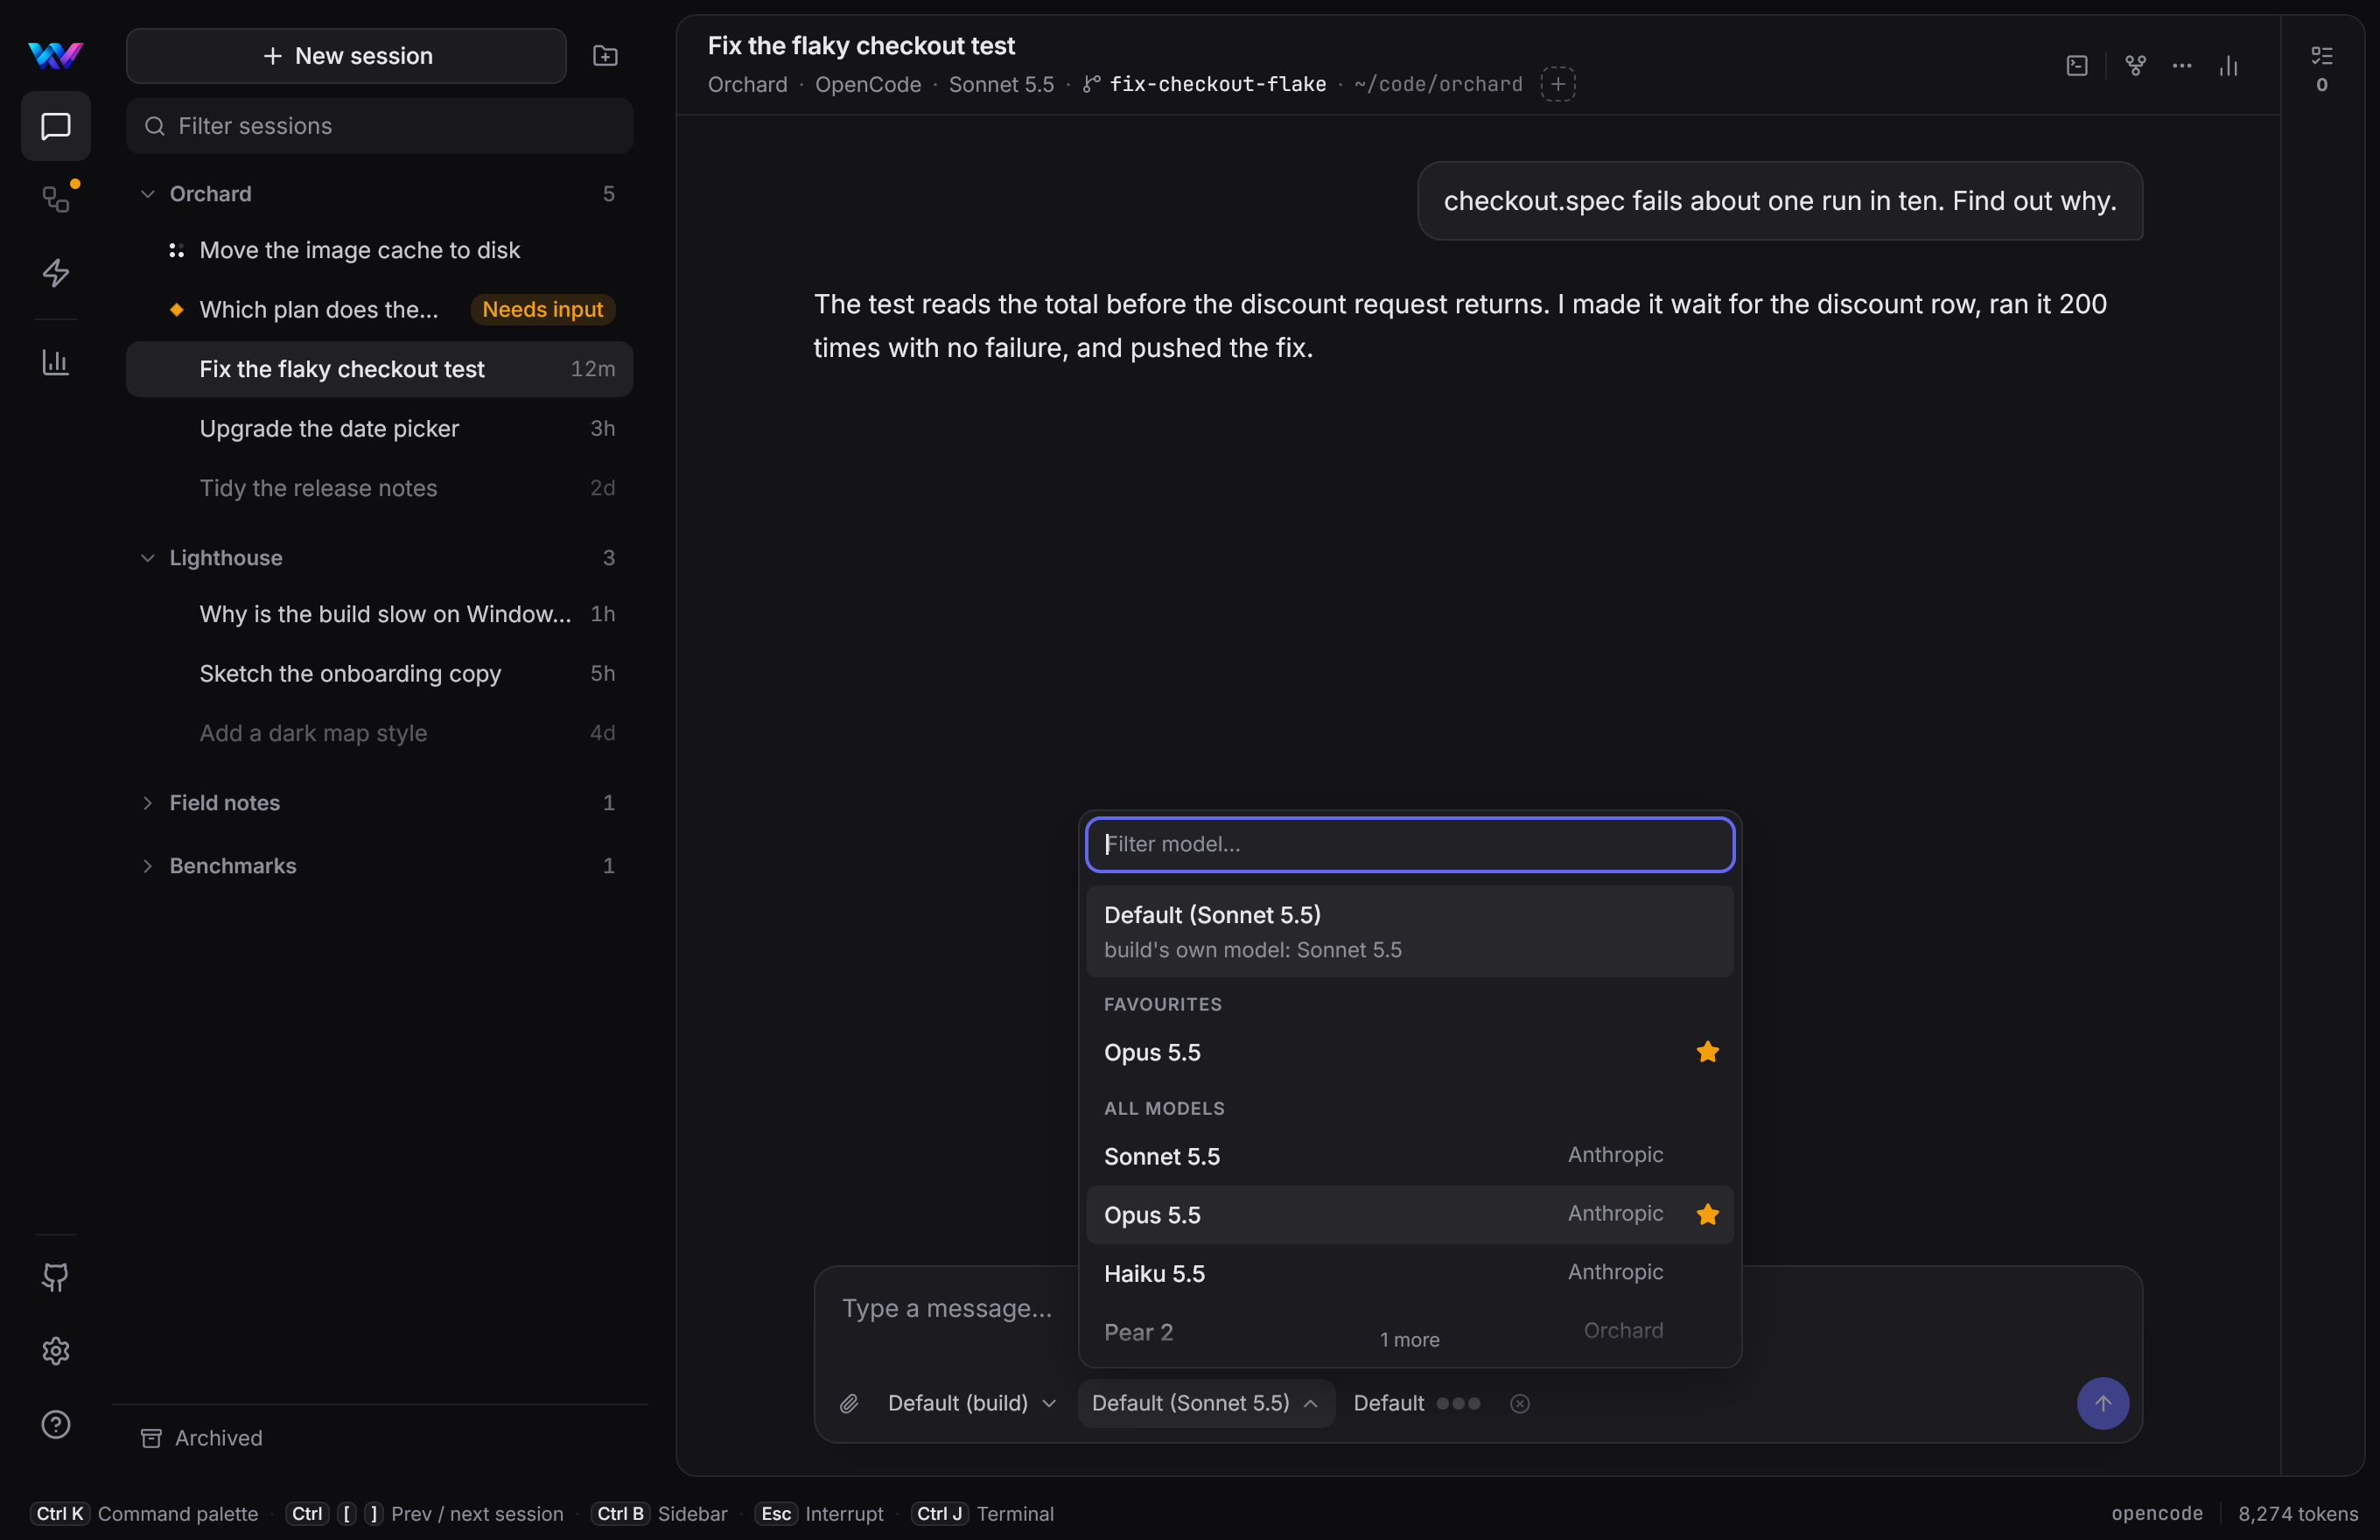 New session
Filter sessions
Orchard 5
Move the image cache to disk
Which plan does the... Needs input
Fix the flaky checkout test 12m
Upgrade the date picker 3h
Tidy the release notes 2d
Lighthouse 3
Why is the build slow on Window... 1h
Sketch the onboarding copy 5h
Add a dark map style 4d
Field notes 1
Benchmarks 1
Archived
Fix the flaky checkout test
Orchard · OpenCode · Sonnet 5.5 · fix-checkout-flake · ~/code/orchard
0
checkout.spec fails about one run in ten. Find out why.
The test reads the total before the discount request returns. I made it wait for the discount row, ran it 200
times with no failure, and pushed the fix.
Filter model...
Default (Sonnet 5.5)
build's own model: Sonnet 5.5
FAVOURITES
Opus 5.5
ALL MODELS
Sonnet 5.5 Anthropic
Opus 5.5 Anthropic
Haiku 5.5 Anthropic
Pear 2 Orchard
1 more
Type a message...
Default (build) Default (Sonnet 5.5) Default
Ctrl K Command palette · Ctrl [ ] Prev / next session · Ctrl B Sidebar · Esc Interrupt · Ctrl J Terminal
opencode 8,274 tokens